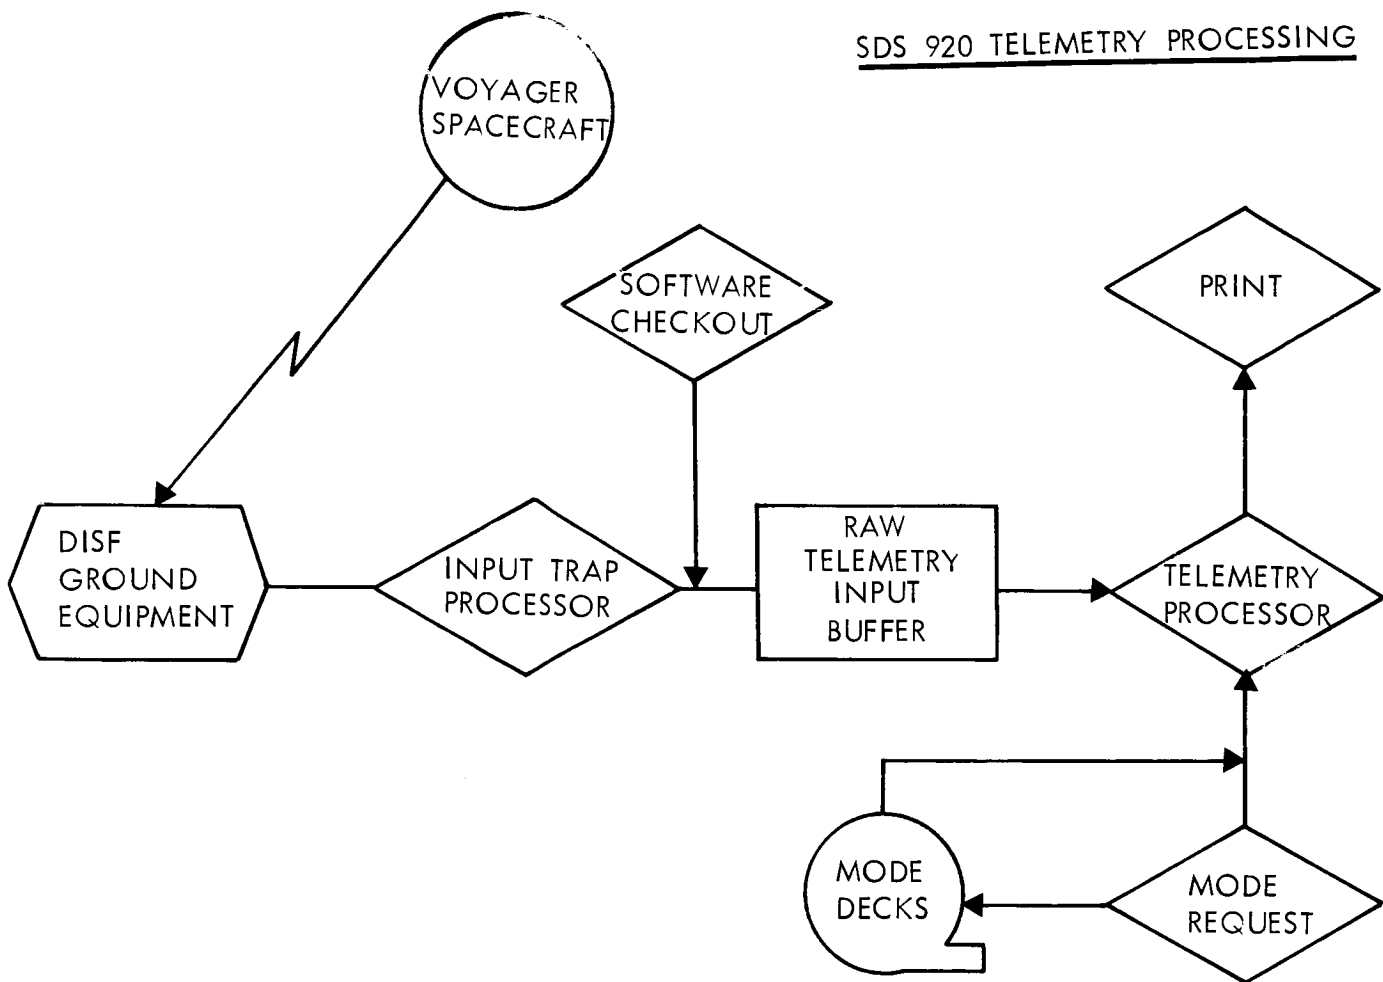 SDS 920 TELEMETRY PROCESSING
VOYAGER
SPACECRAFT
SOFTWARE
CHECKOUT
PRINT
DISF
GROUND
EQUIPMENT
INPUT TRAP
PROCESSOR
RAW
TELEMETRY
INPUT
BUFFER
TELEMETRY
PROCESSOR
MODE
DECKS
MODE
REQUEST